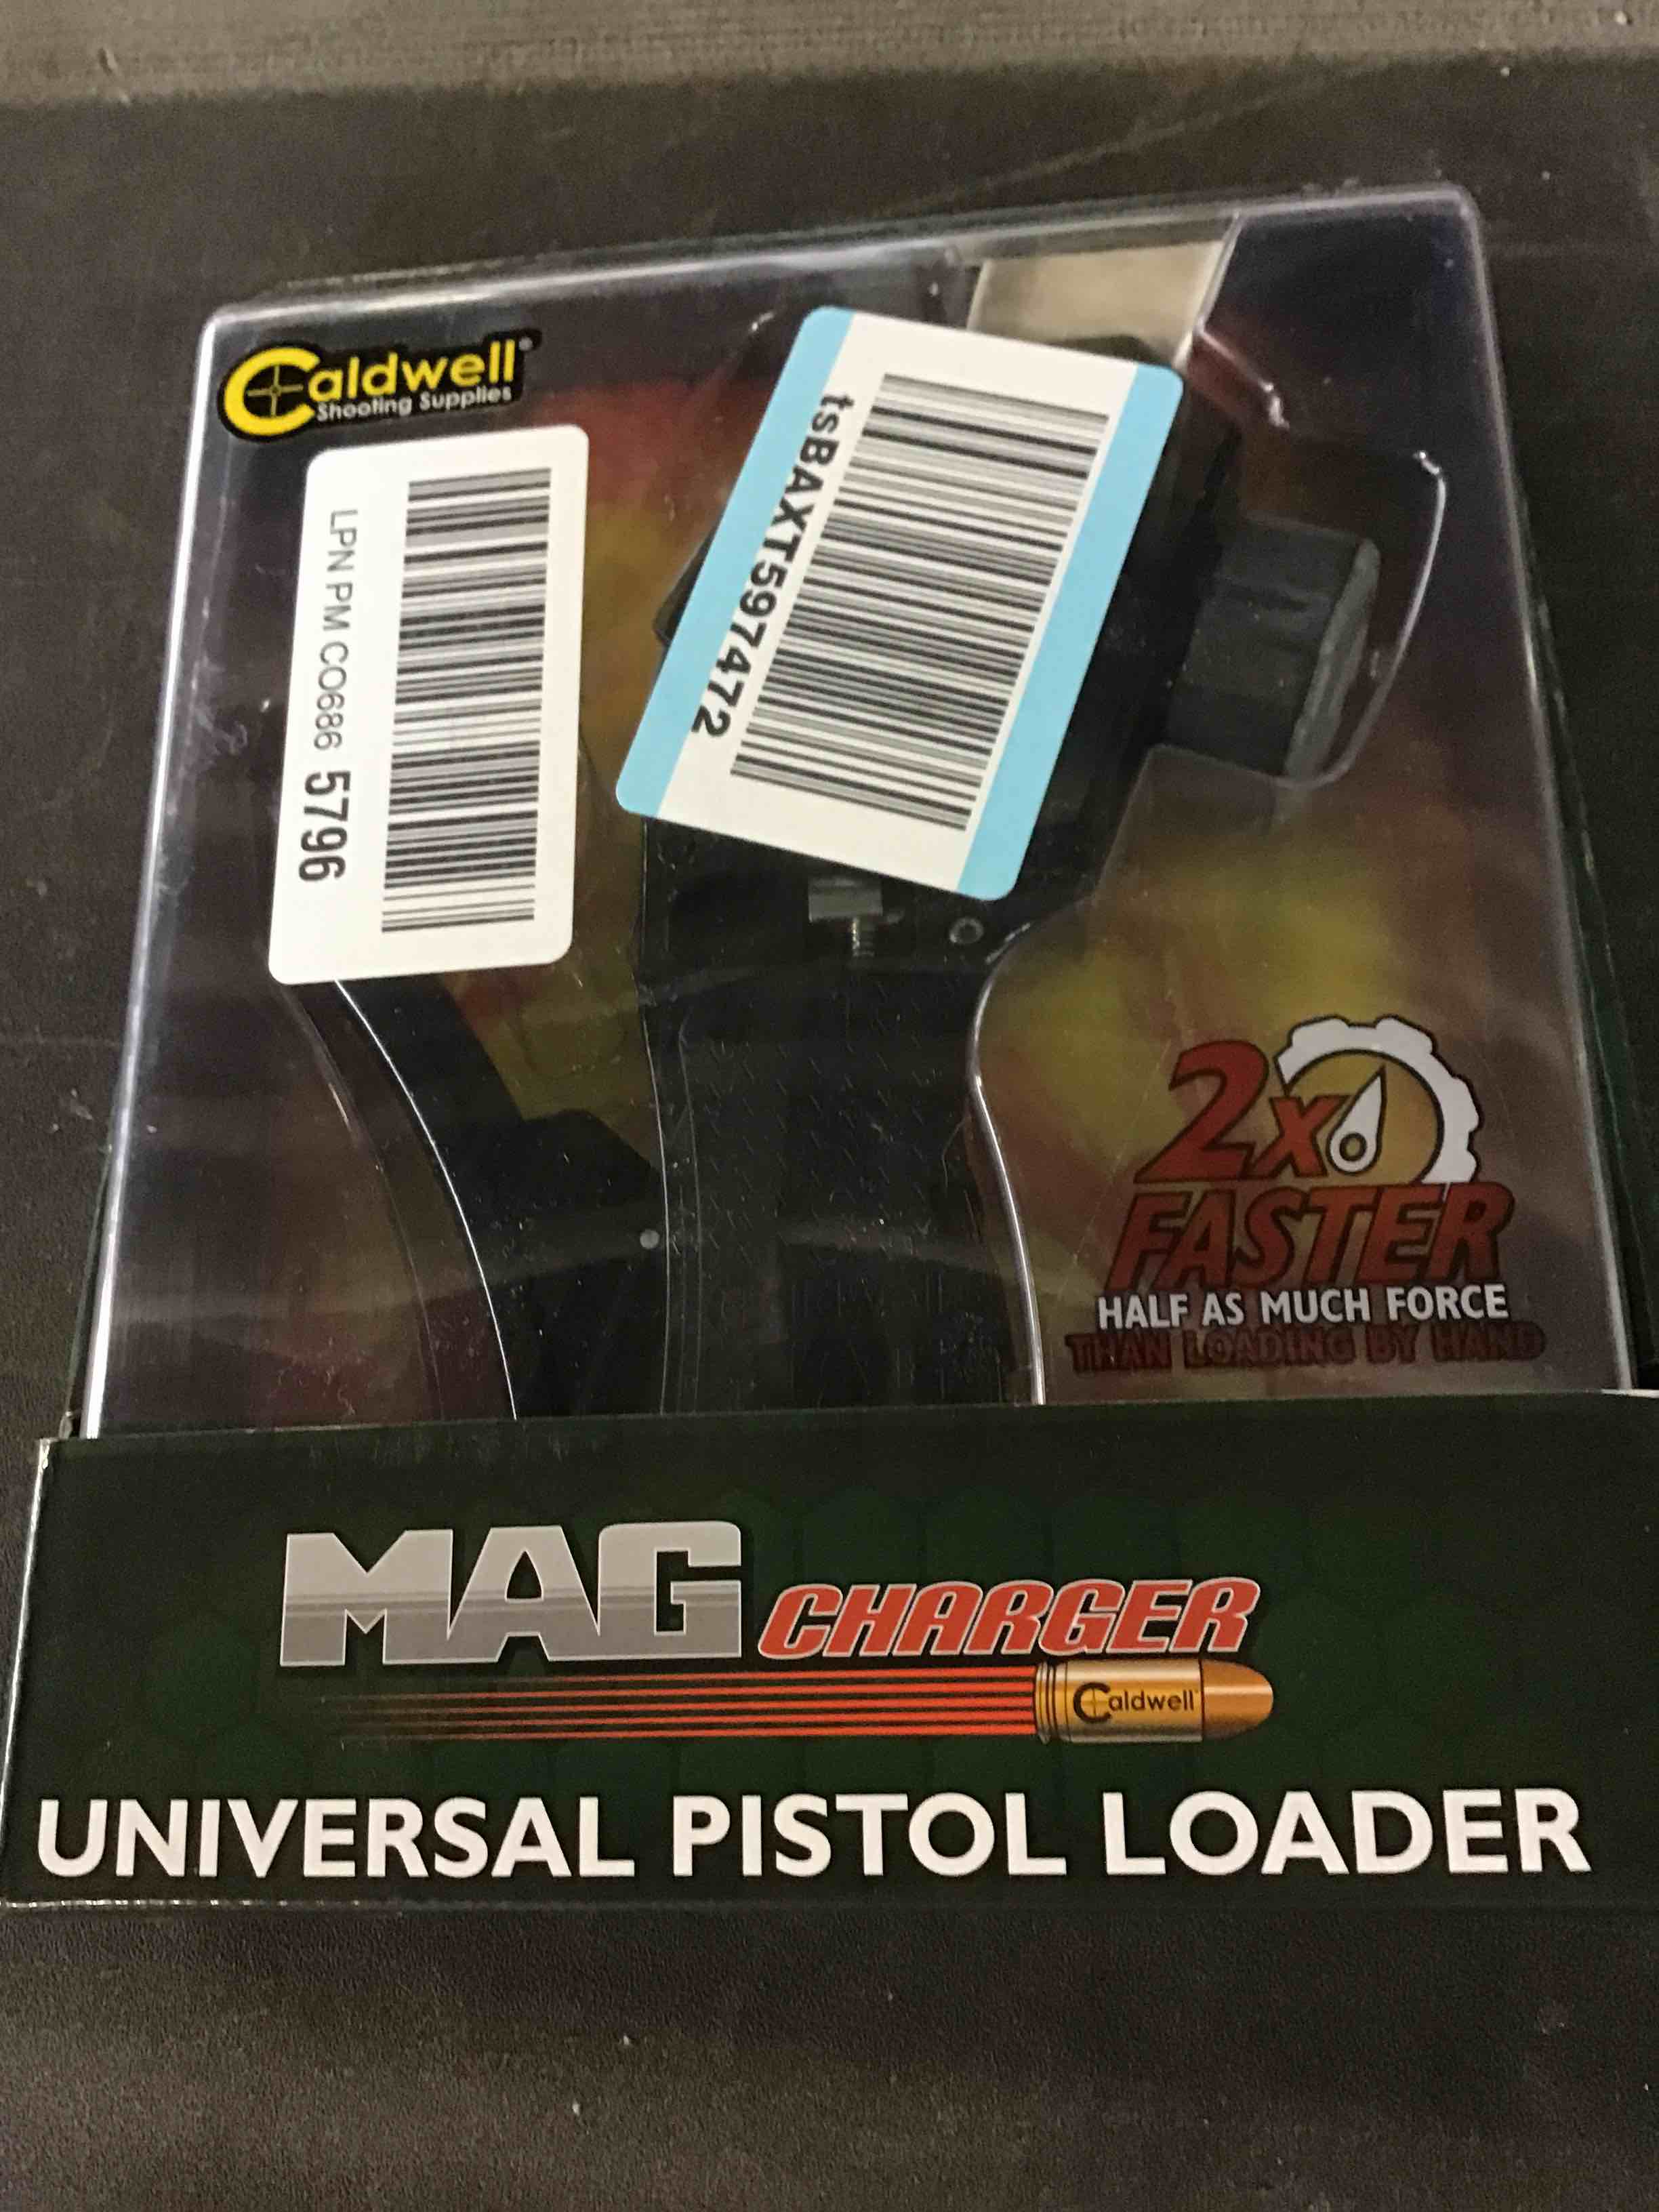 Caldwell®
Shooting Supplies
LPN PM CO686 5796
tsBAXT597472
2x
FASTER
HALF AS MUCH FORCE
THAN LOADING BY HAND
MAG CHARGER
Caldwell
UNIVERSAL PISTOL LOADER